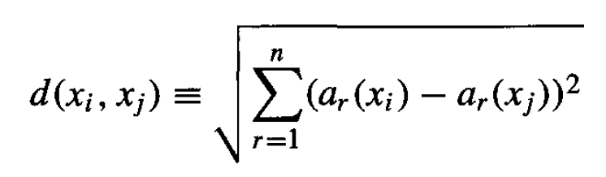 d(x_i, x_j) ≡ √(∑_{r=1}^{n} (a_r(x_i) − a_r(x_j))²)